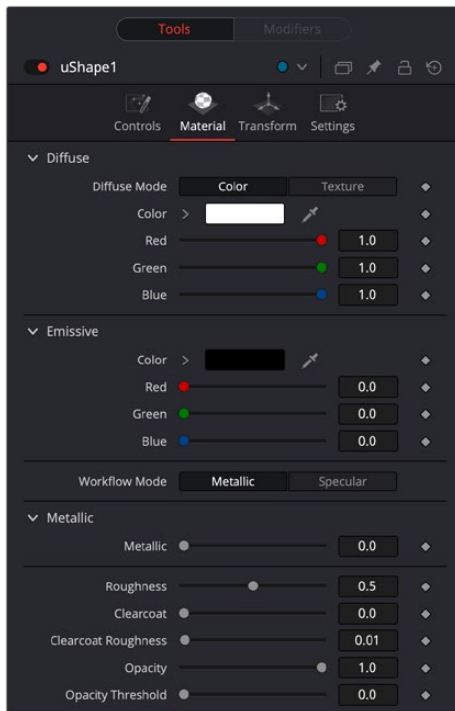 Tools Modifiers
uShape1
Controls Material Transform Settings
Diffuse
Diffuse Mode Color Texture
Color
Red 1.0
Green 1.0
Blue 1.0
Emissive
Color
Red 0.0
Green 0.0
Blue 0.0
Workflow Mode Metallic Specular
Metallic
Metallic 0.0
Roughness 0.5
Clearcoat 0.0
Clearcoat Roughness 0.01
Opacity 1.0
Opacity Threshold 0.0